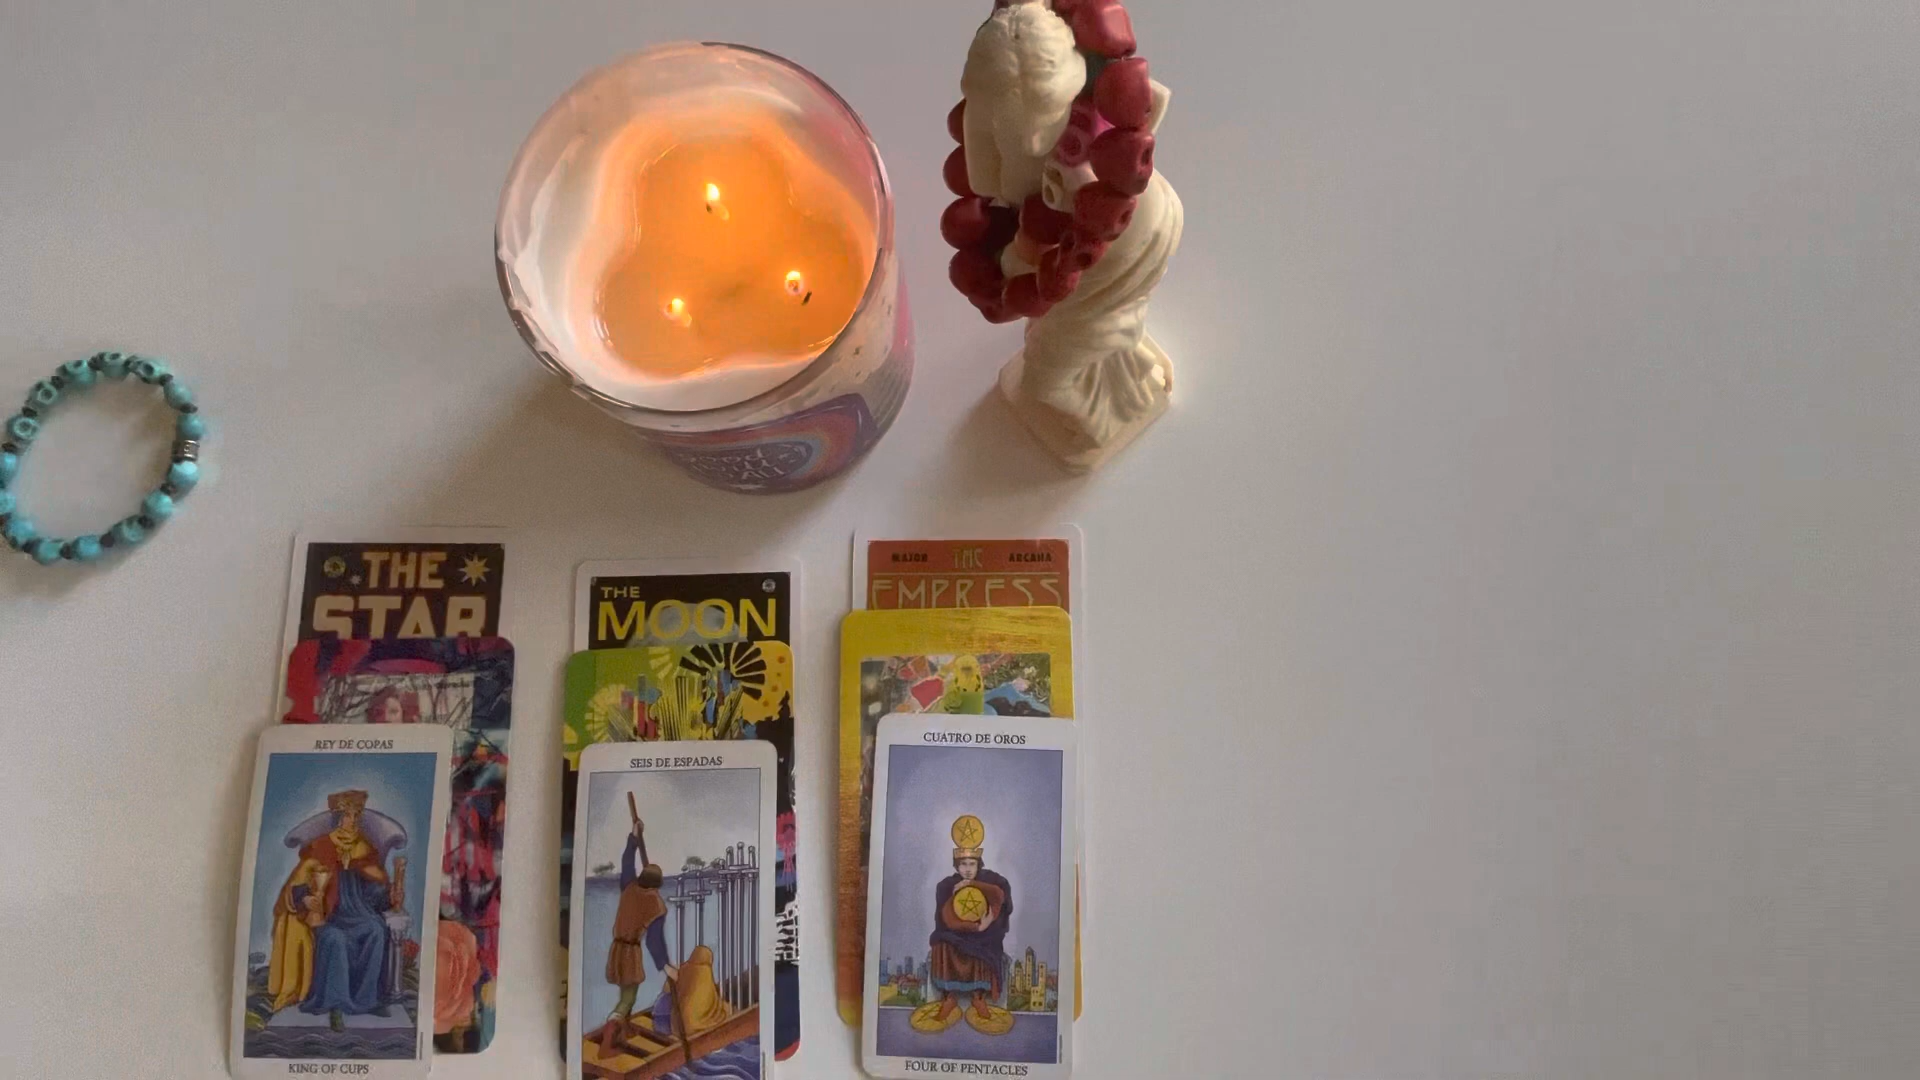 THE
STAR
THE
MOON
MAJOR THE ARCANA
EMPRESS
REY DE COPAS
KING OF CUPS
SEIS DE ESPADAS
CUATRO DE OROS
FOUR OF PENTACLES